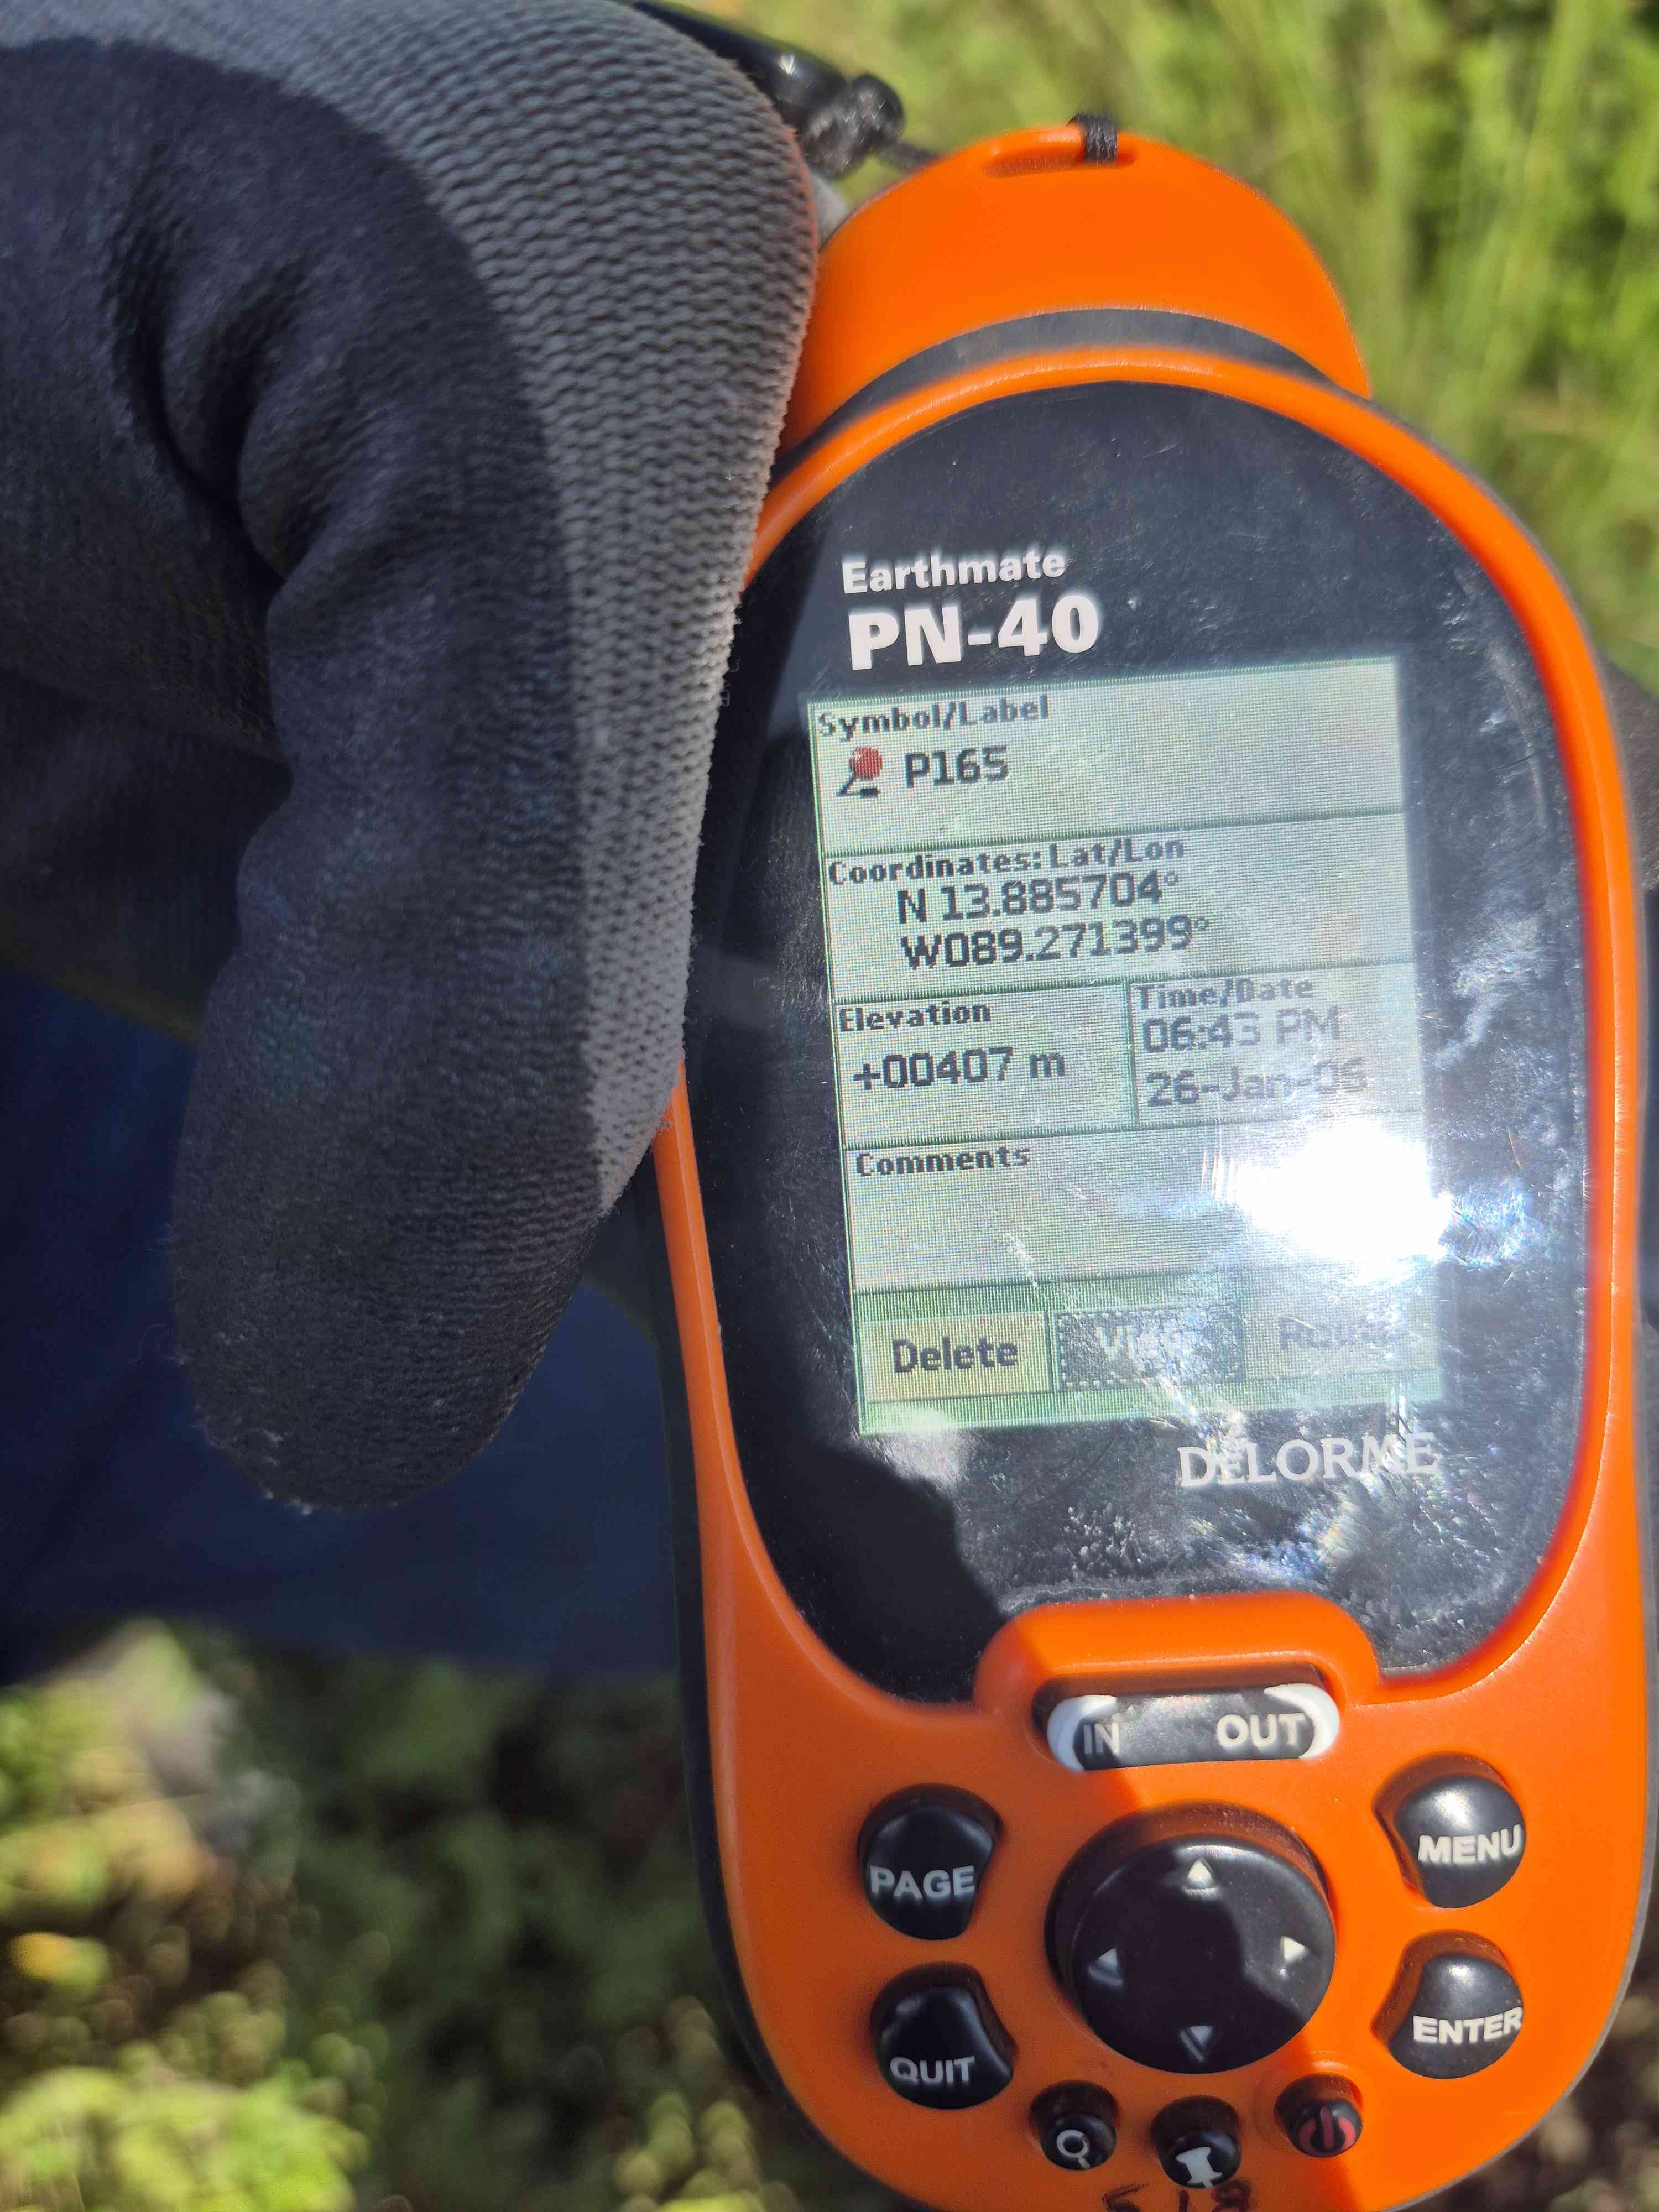 Earthmate
PN-40
Symbol/Label
P165
Coordinates: Lat/Lon
N 13.885704°
W089.271399°
Elevation
Time/Date
+00407 m
06:43 PM
26-Jan-06
Comments
Delete
View
DELORME
IN OUT
PAGE
MENU
QUIT
ENTER